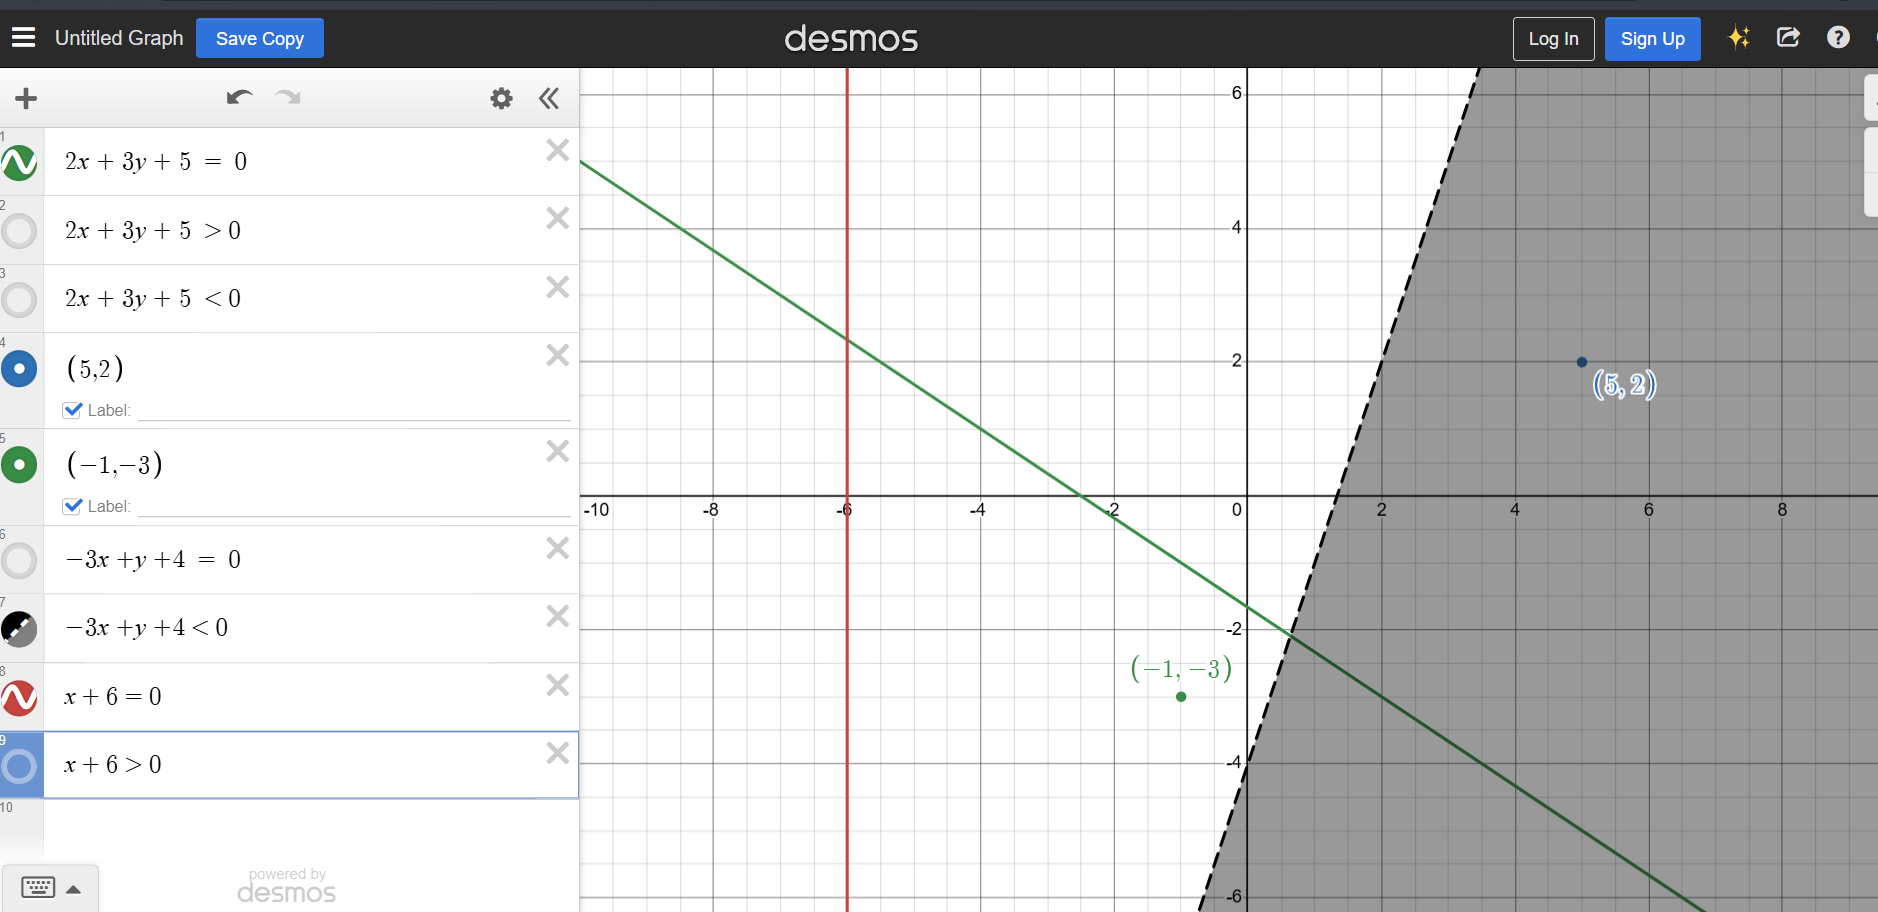 Untitled Graph Save Copy desmos Log In Sign Up ?
1
2x + 3y + 5 = 0
2
2x + 3y + 5 > 0
3
2x + 3y + 5 < 0
4
(5,2)
Label:
5
(−1,−3)
Label:
6
−3x + y + 4 = 0
7
−3x + y + 4 < 0
8
x + 6 = 0
9
x + 6 > 0
10
powered by
desmos
6
4
2
(5, 2)
-10 -8 -6 -4 -2 0 2 4 6 8
-2
(−1, −3)
-4
-6